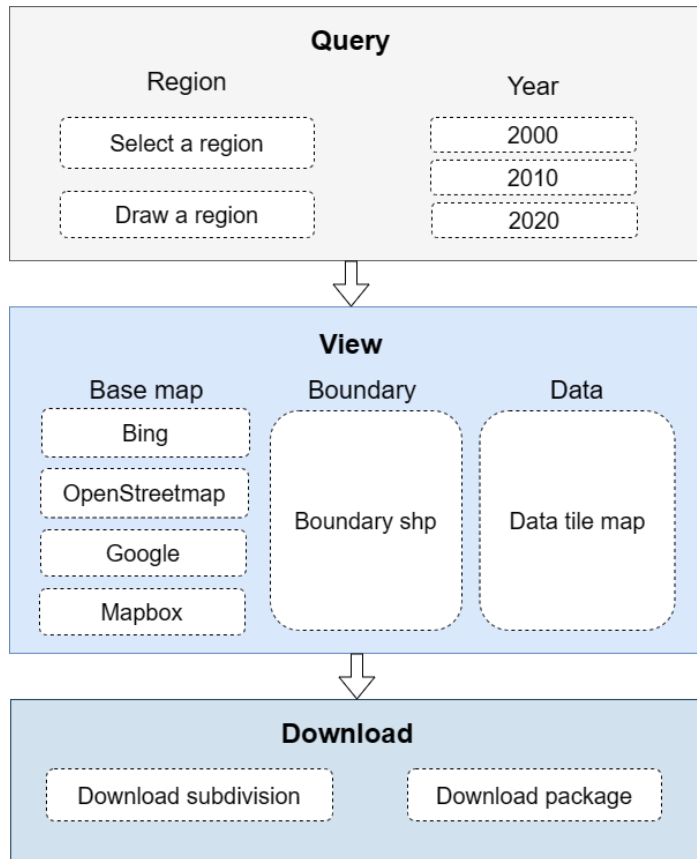 Query
Region
Year
Select a region
Draw a region
2000
2010
2020
View
Base map
Boundary
Data
Bing
OpenStreetmap
Google
Mapbox
Boundary shp
Data tile map
Download
Download subdivision
Download package